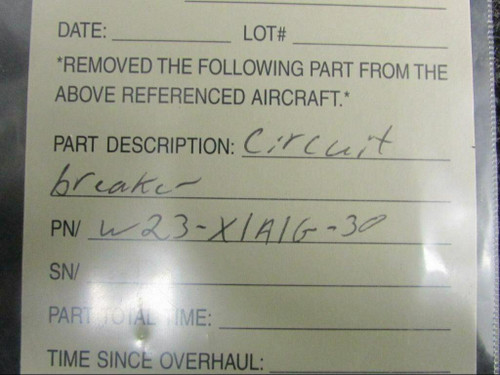 DATE: LOT#
*REMOVED THE FOLLOWING PART FROM THE
ABOVE REFERENCED AIRCRAFT.*
PART DESCRIPTION: Circuit
breaker
PN/ W23-X1A1G-30
SN/
PART TOTAL TIME:
TIME SINCE OVERHAUL: